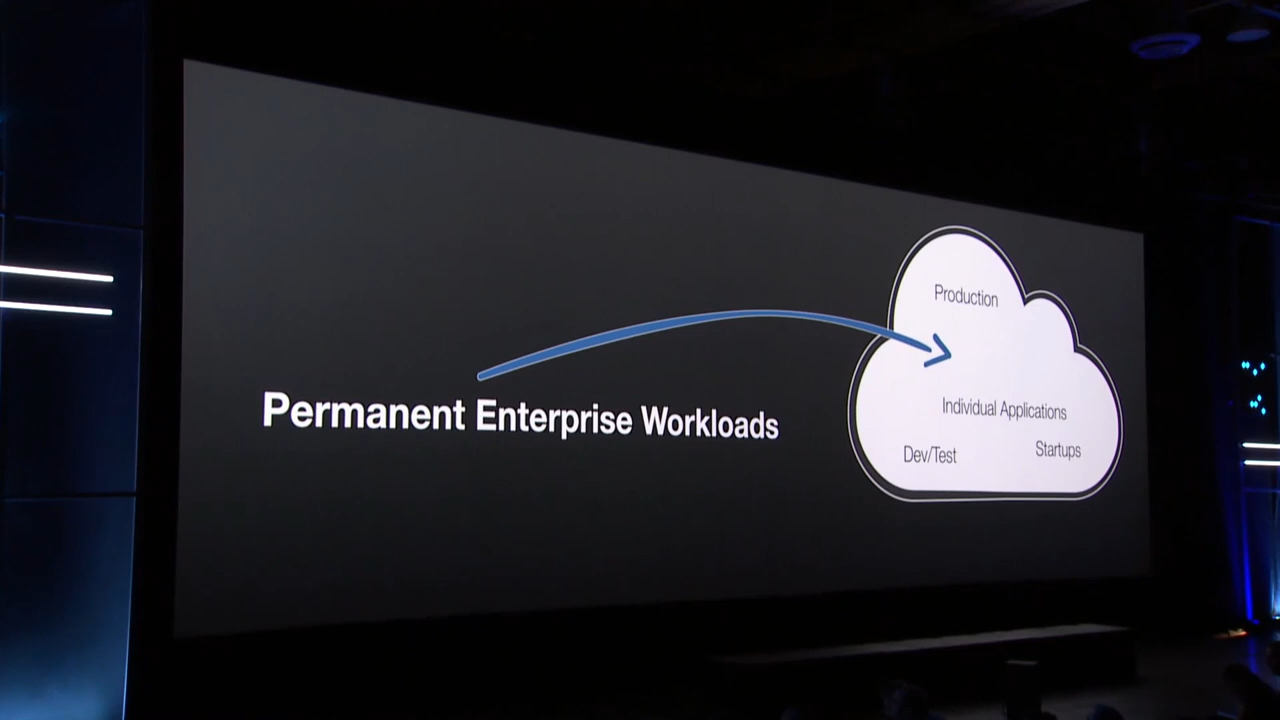 Production
Permanent Enterprise Workloads
Individual Applications
Dev/Test
Startups